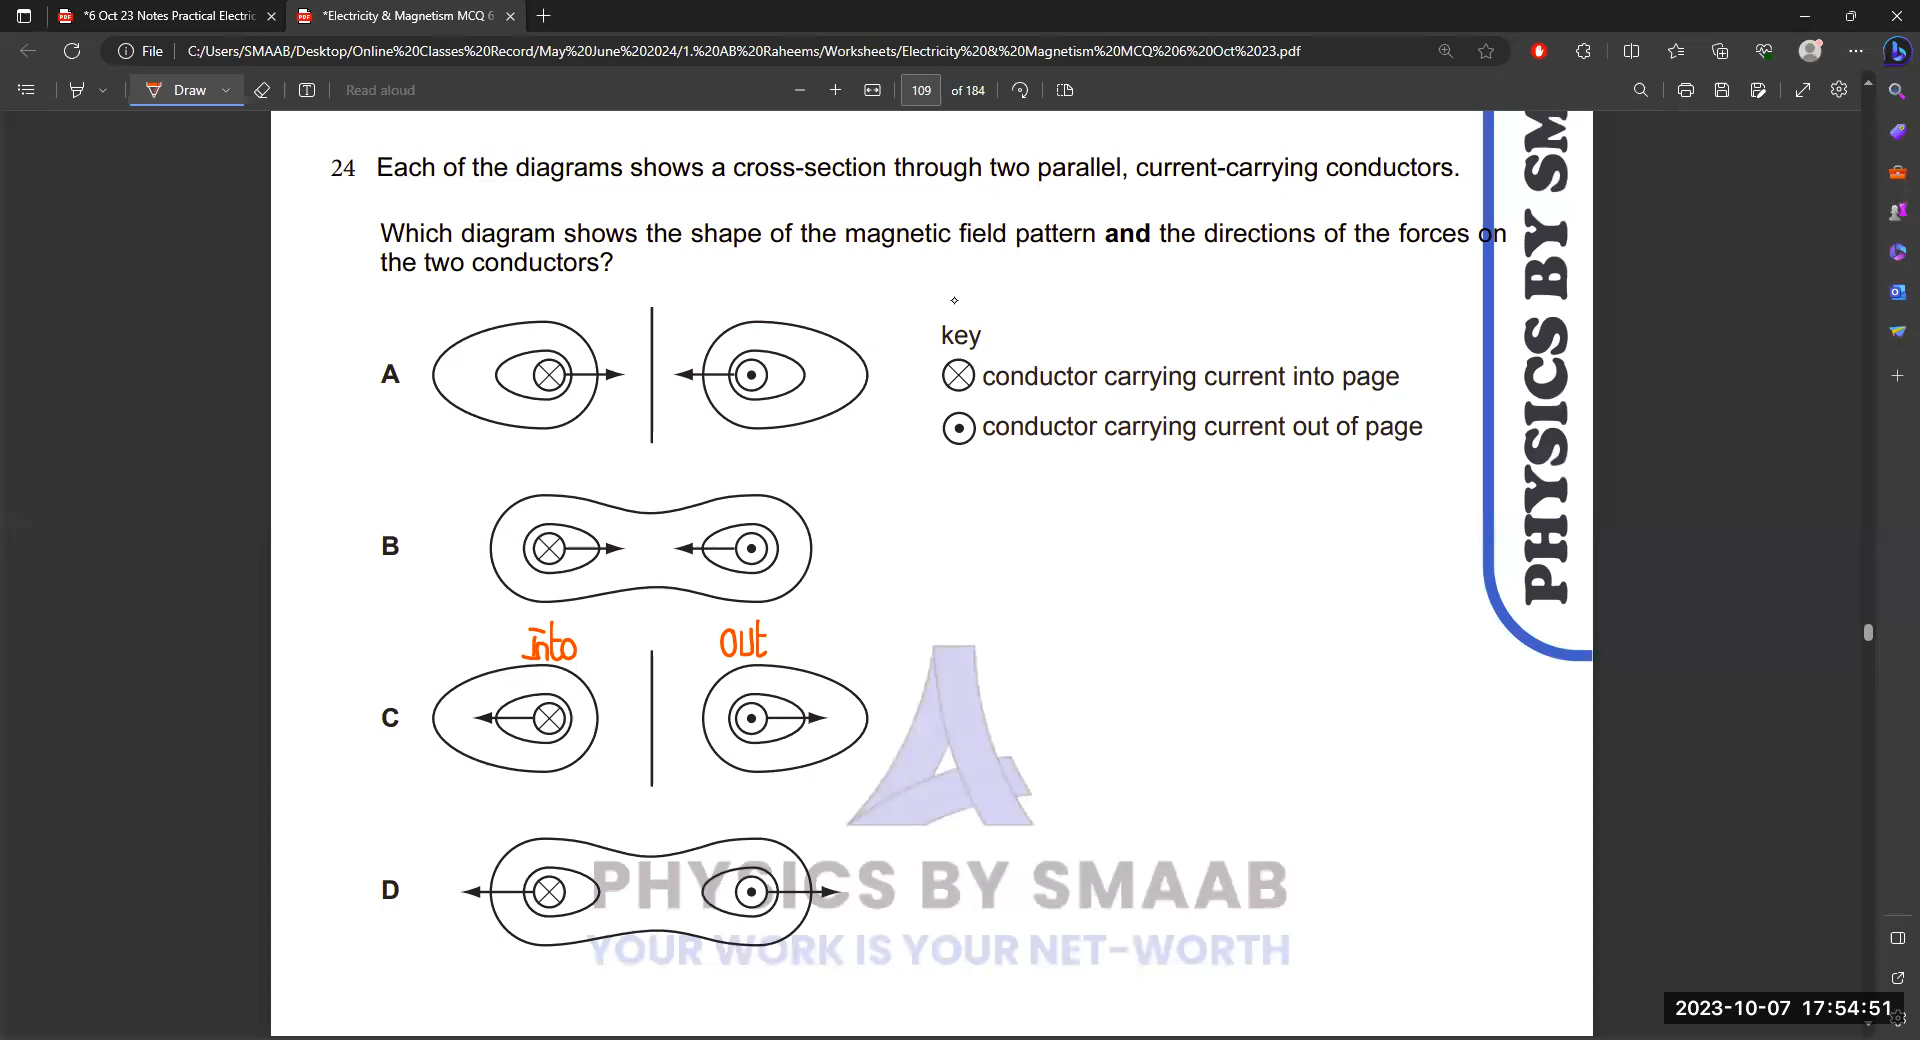 *6 Oct 23 Notes Practical Electric
*Electricity & Magnetism MCQ 6
File
C:/Users/SMAAB/Desktop/Online%20Classes%20Record/May%20June%202024/1.%20AB%20Raheems/Worksheets/Electricity%20&%20Magnetism%20MCQ%206%20Oct%2023.pdf
Draw
Read aloud
109 of 184
24 Each of the diagrams shows a cross-section through two parallel, current-carrying conductors.
Which diagram shows the shape of the magnetic field pattern and the directions of the forces on
the two conductors?
A
key
conductor carrying current into page
conductor carrying current out of page
B
into out
C
D
PHYSICS BY SM
PHYSICS BY SMAAB
YOUR WORK IS YOUR NET-WORTH
2023-10-07 17:54:51